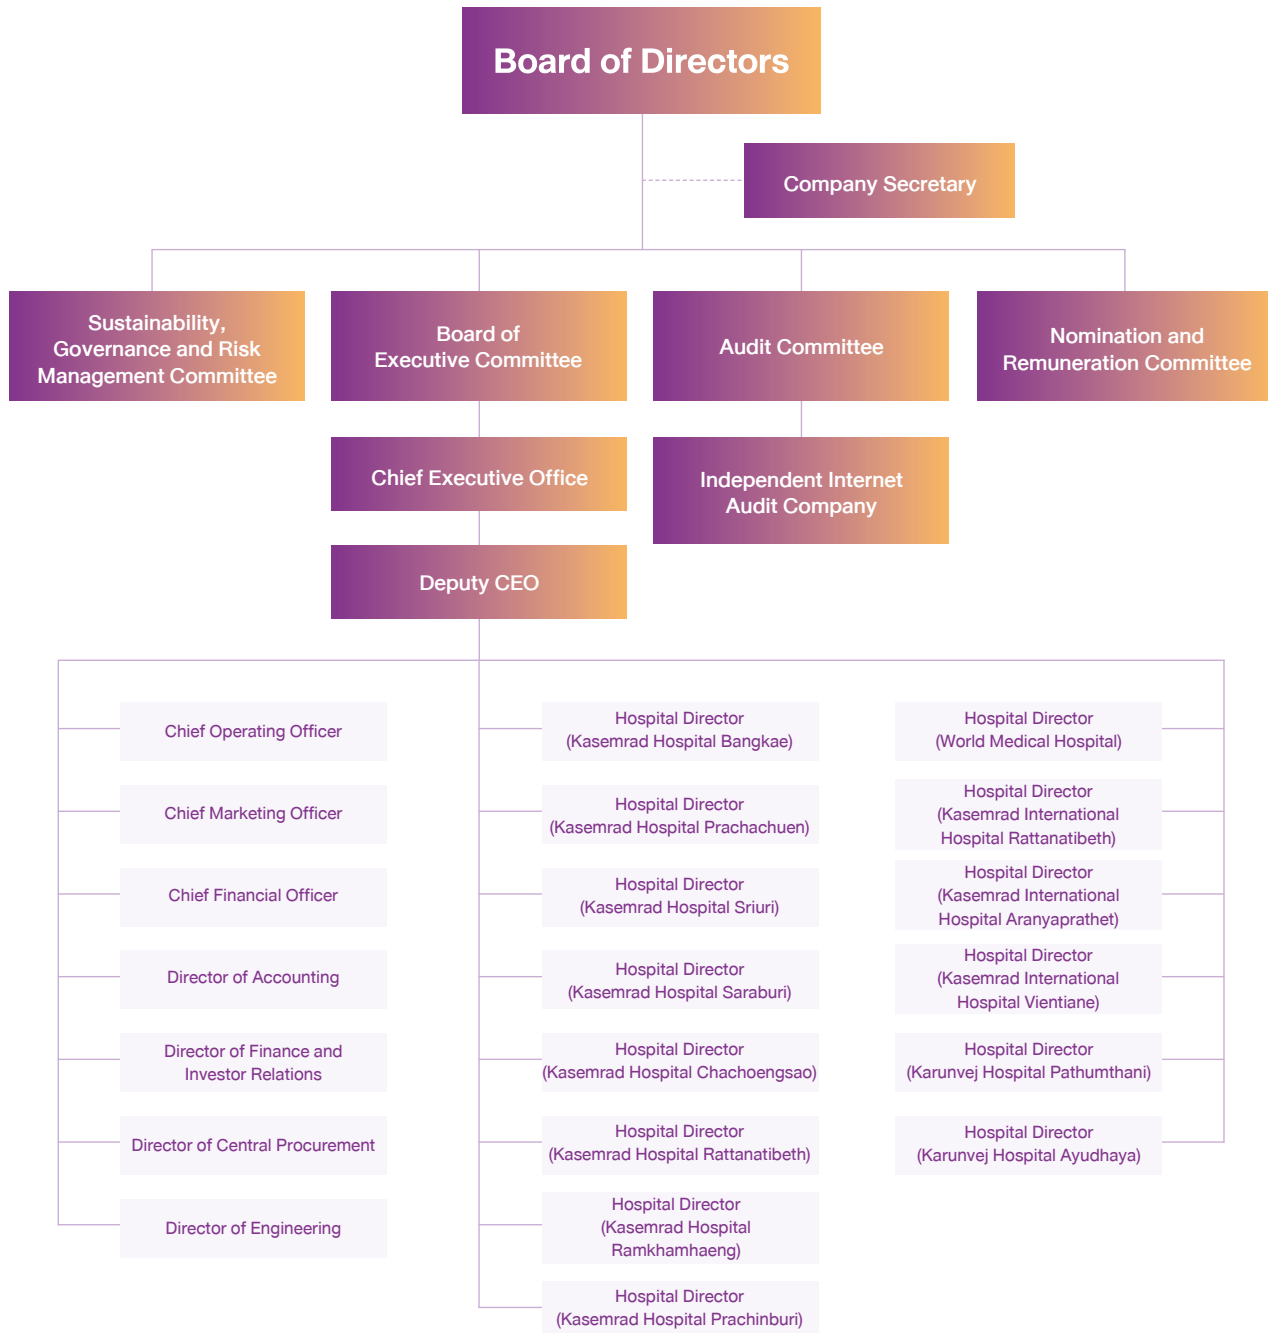 Board of Directors
Company Secretary
Sustainability,
Governance and Risk
Management Committee
Board of
Executive Committee
Audit Committee
Nomination and
Remuneration Committee
Chief Executive Office
Independent Internet
Audit Company
Deputy CEO
Chief Operating Officer
Chief Marketing Officer
Chief Financial Officer
Director of Accounting
Director of Finance and
Investor Relations
Director of Central Procurement
Director of Engineering
Hospital Director
(Kasemrad Hospital Bangkae)
Hospital Director
(Kasemrad Hospital Prachachuen)
Hospital Director
(Kasemrad Hospital Sriuri)
Hospital Director
(Kasemrad Hospital Saraburi)
Hospital Director
(Kasemrad Hospital Chachoengsao)
Hospital Director
(Kasemrad Hospital Rattanatibeth)
Hospital Director
(Kasemrad Hospital
Ramkhamhaeng)
Hospital Director
(Kasemrad Hospital Prachinburi)
Hospital Director
(World Medical Hospital)
Hospital Director
(Kasemrad International
Hospital Rattanatibeth)
Hospital Director
(Kasemrad International
Hospital Aranyaprathet)
Hospital Director
(Kasemrad International
Hospital Vientiane)
Hospital Director
(Karunvej Hospital Pathumthani)
Hospital Director
(Karunvej Hospital Ayudhaya)